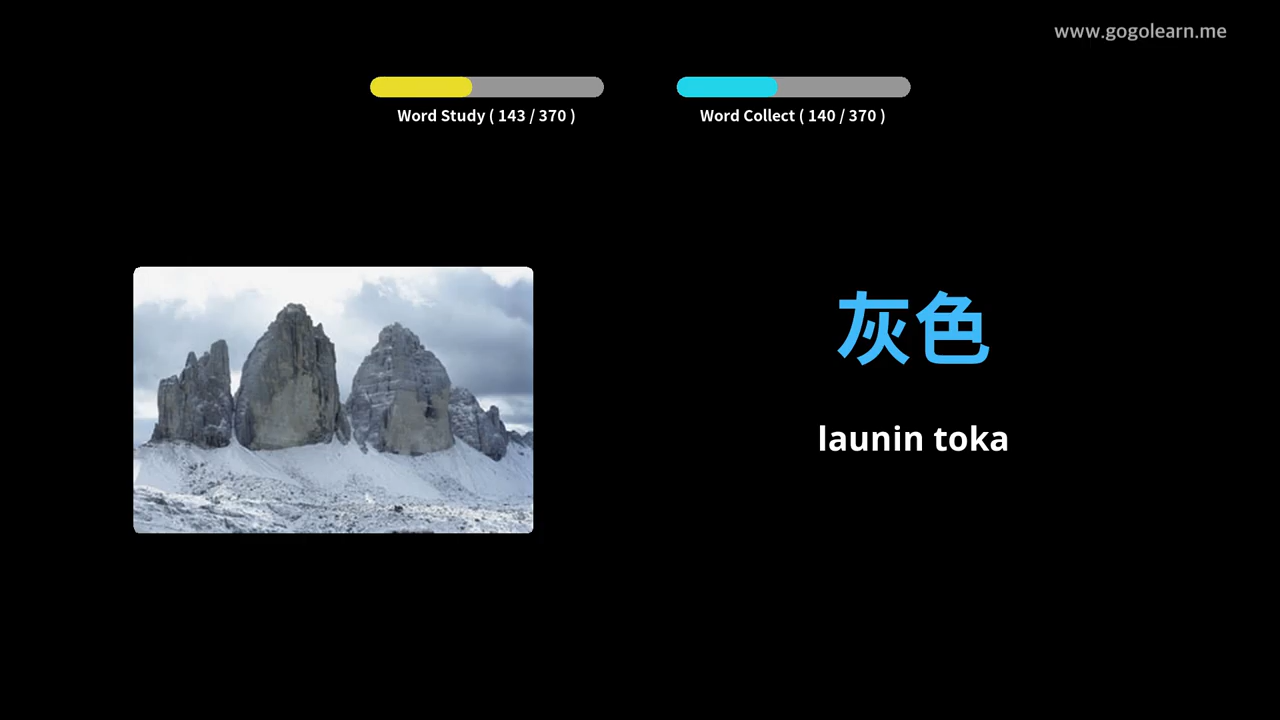 www.gogolearn.me
Word Study ( 143 / 370 )
Word Collect ( 140 / 370 )
灰色
launin toka